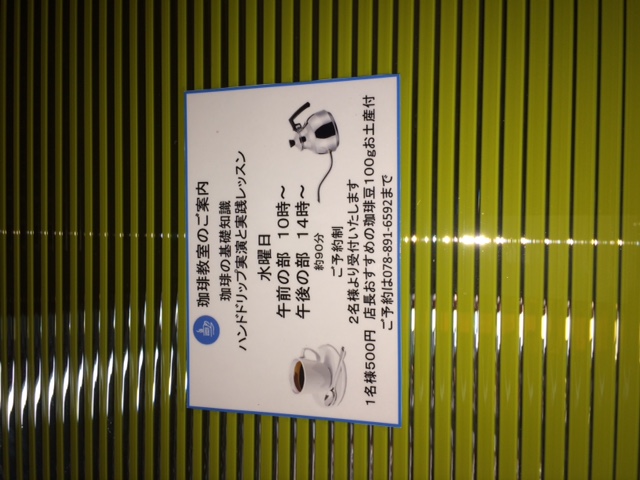 珈琲教室のご案内
珈琲の基礎知識
ハンドドリップ実演と実践レッスン
水曜日
午前の部 10時～
午後の部 14時～
約90分
ご予約制
2名様より受付いたします
1名様500円 店長おすすめの珈琲豆100gお土産付
ご予約は078-891-6592まで